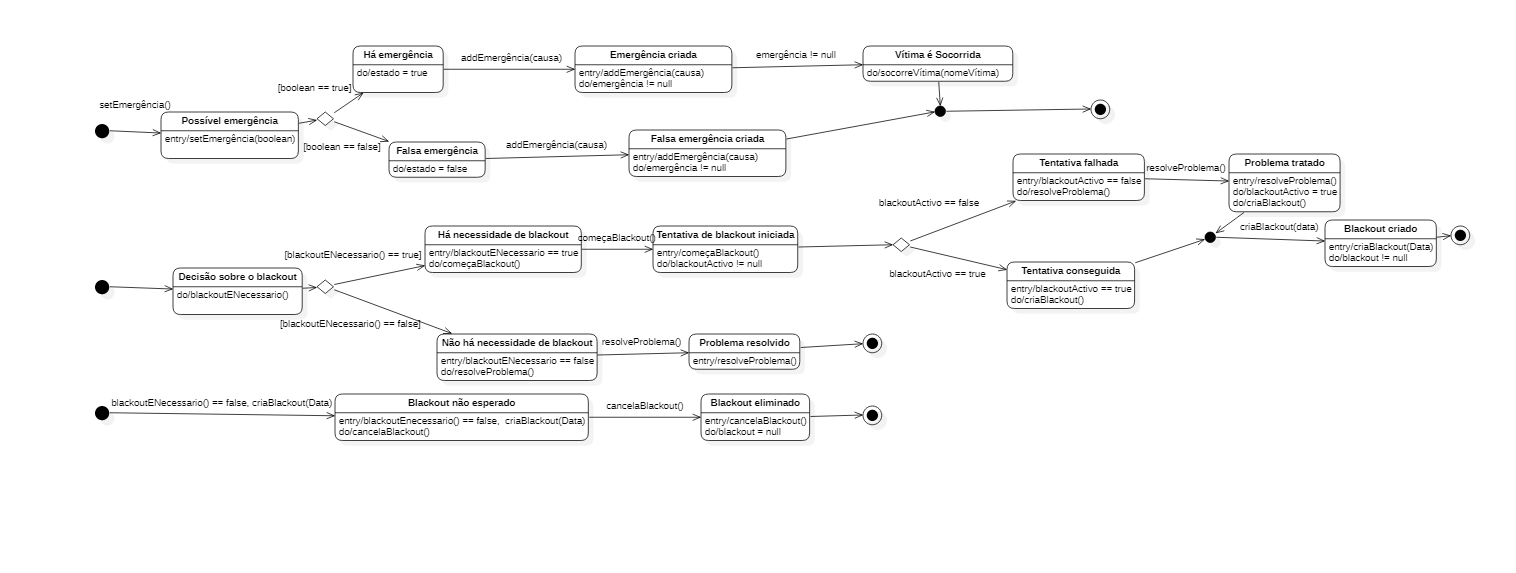 setEmergência()
Possível emergência
entry/setEmergência(boolean)
[boolean == true]
[boolean == false]
Há emergência
do/estado = true
addEmergência(causa)
Emergência criada
entry/addEmergência(causa)
do/emergência != null
emergência != null
Vítima é Socorrida
do/socorreVítima(nomeVítima)
Falsa emergência
do/estado = false
addEmergência(causa)
Falsa emergência criada
entry/addEmergência(causa)
do/emergência != null
Decisão sobre o blackout
do/blackoutENecessario()
[blackoutENecessario() == true]
[blackoutENecessario() == false]
Há necessidade de blackout
entry/blackoutENecessario == true
do/começaBlackout()
começaBlackout()
Tentativa de blackout iniciada
entry/começaBlackout()
do/blackoutActivo != null
blackoutActivo == false
blackoutActivo == true
Tentativa falhada
entry/blackoutActivo == false
do/resolveProblema()
resolveProblema()
Problema tratado
entry/resolveProblema()
do/blackoutActivo = true
do/criaBlackout()
Tentativa conseguida
entry/blackoutActivo == true
do/criaBlackout()
criaBlackout(data)
Blackout criado
entry/criaBlackout(Data)
do/blackout != null
Não há necessidade de blackout
entry/blackoutENecessario == false
do/resolveProblema()
resolveProblema()
Problema resolvido
entry/resolveProblema()
blackoutENecessario() == false, criaBlackout(Data)
Blackout não esperado
entry/blackoutEnecessario() == false,  criaBlackout(Data)
do/cancelaBlackout()
cancelaBlackout()
Blackout eliminado
entry/cancelaBlackout()
do/blackout = null